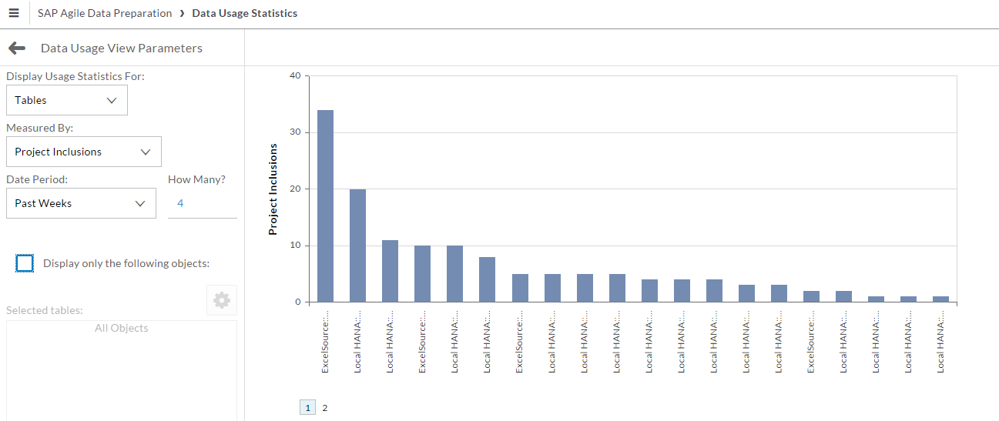 SAP Agile Data Preparation › Data Usage Statistics
Data Usage View Parameters
Display Usage Statistics For:
Tables
Measured By:
Project Inclusions
Date Period:
How Many?
Past Weeks
4
Display only the following objects:
Selected tables:
All Objects
Project Inclusions
40
30
20
10
0
ExcelSource::...
Local HANA::...
Local HANA::...
ExcelSource::...
Local HANA::...
Local HANA::...
ExcelSource::...
Local HANA::...
Local HANA::...
Local HANA::...
Local HANA::...
Local HANA::...
Local HANA::...
Local HANA::...
Local HANA::...
ExcelSource::...
Local HANA::...
Local HANA::...
Local HANA::...
Local HANA::...
1 2